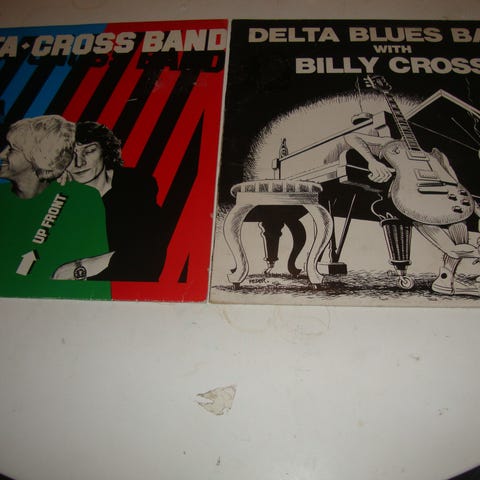 TA·CROSS BAND
UP FRONT
DELTA BLUES BA
WITH
BILLY CROSS